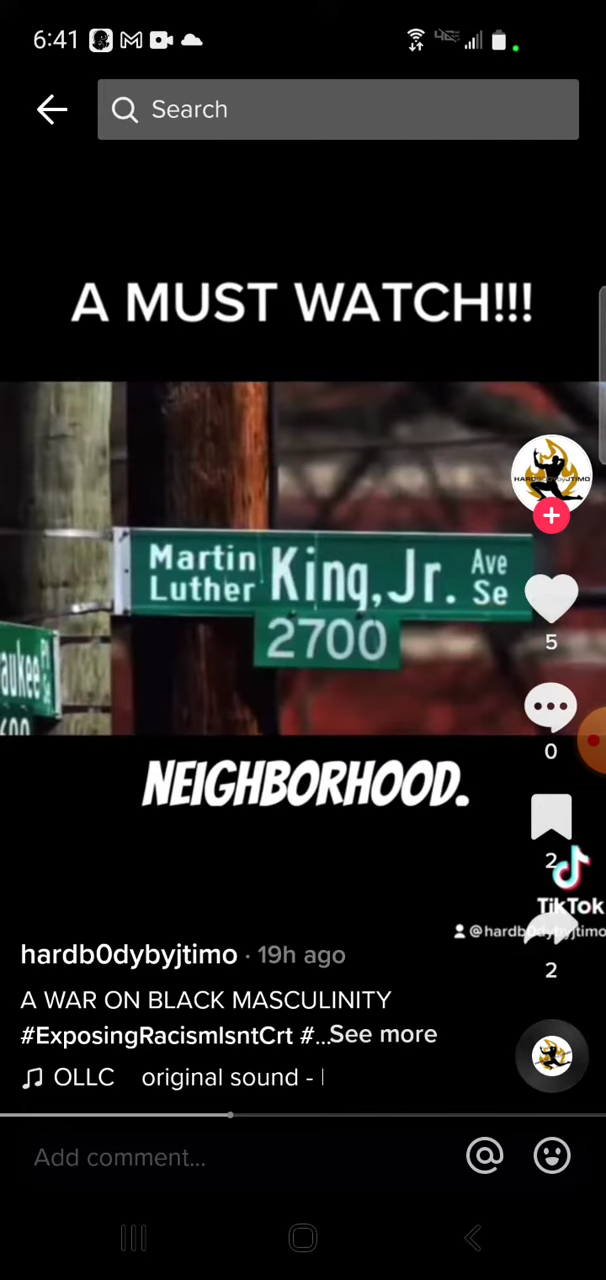 6:41
Search
A MUST WATCH!!!
Martin
Luther
King, Jr.
Ave
Se
2700
NEIGHBORHOOD.
5
0
2
TikTok
2
hardb0dybyjtimo · 19h ago
A WAR ON BLACK MASCULINITY
#ExposingRacismIsntCrt #...See more
OLLC original sound -
Add comment...